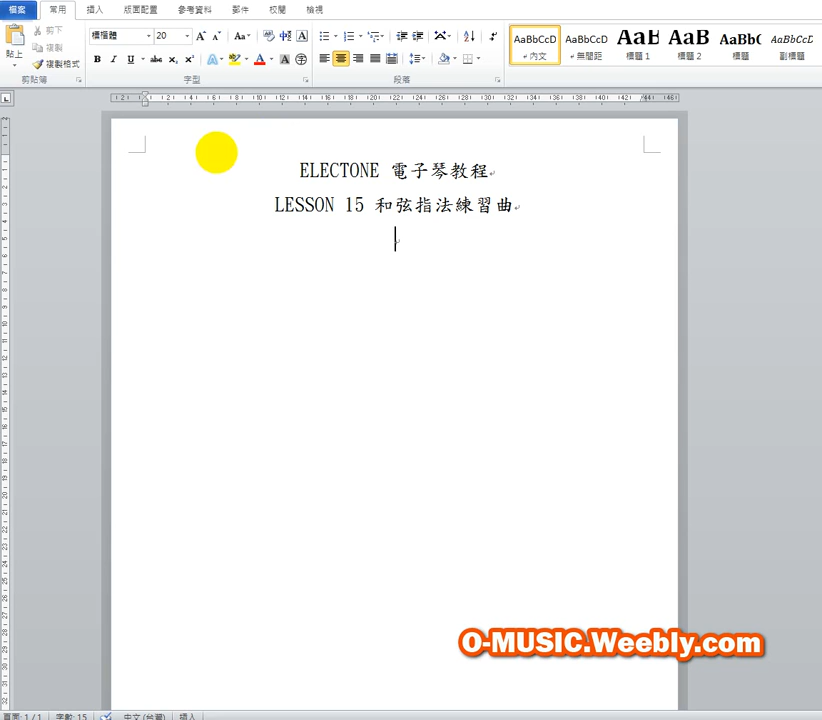 檔案 常用 插入 版面配置 參考資料 郵件 校閱 檢視
貼上 剪下 複製 複製格式
標楷體 20
AaBbCcD AaBbCcD AaB AaBb AaBbC AaBbCcD
內文 無間距 標題 1 標題 2 標題 副標題
剪貼簿 字型 段落
ELECTONE 電子琴教程
LESSON 15 和弦指法練習曲
O-MUSIC.Weebly.com
頁面: 1 / 1 字數: 15 中文 (台灣) 插入